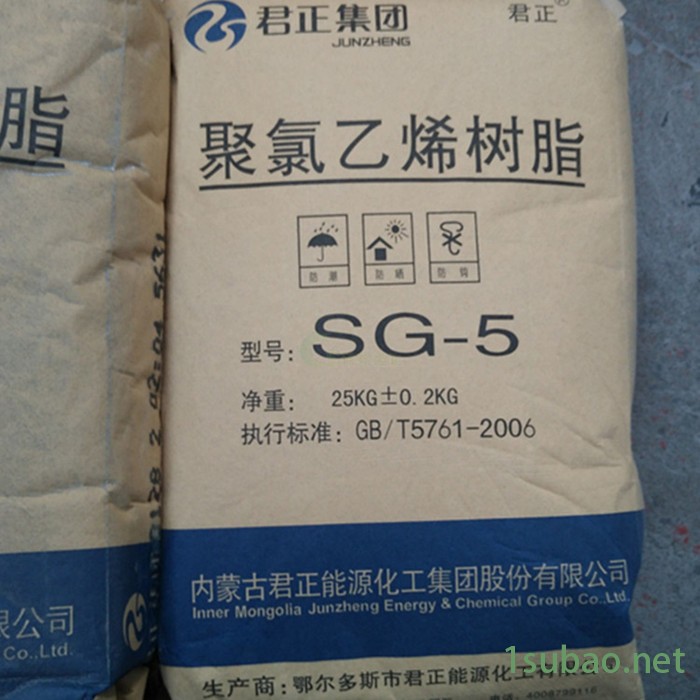 君正集团
JUNZHENG
君正®
脂
聚氯乙烯树脂
防潮
防晒
防钩
型号: SG-5
净重: 25KG±0.2KG
执行标准: GB/T5761-2006
内蒙古君正能源化工集团股份有限公司
Inner Mongolia Junzheng Energy & Chemical Group Co.,Ltd.
限公司
Co.,Ltd.
生产商: 鄂尔多斯市君正能源化工有限公司
1subao.net